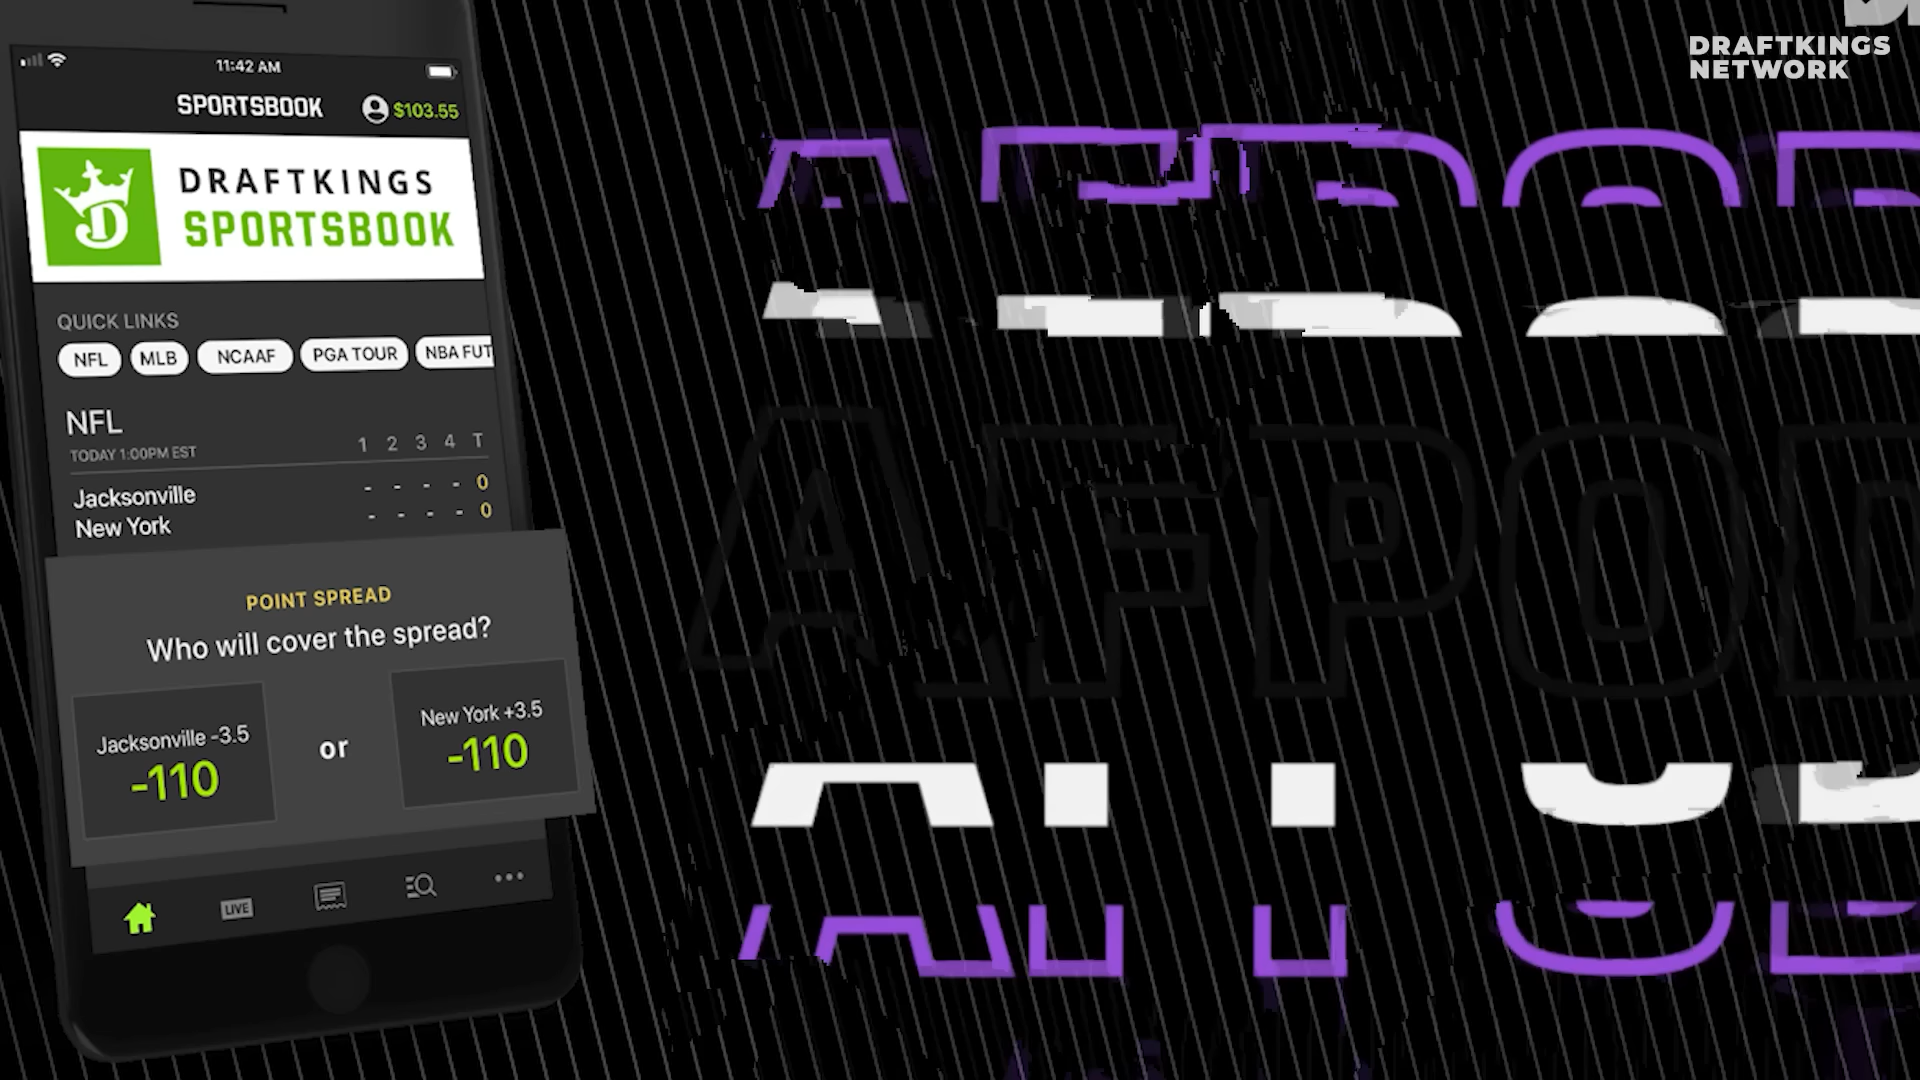 DRAFTKINGS
NETWORK
11:42 AM
SPORTSBOOK $103.55
DRAFTKINGS
SPORTSBOOK
QUICK LINKS
NFL MLB NCAAF PGA TOUR NBA FUT
NFL
TODAY 1:00PM EST 1 2 3 4 T
Jacksonville - - - - 0
New York - - - - 0
POINT SPREAD
Who will cover the spread?
Jacksonville -3.5 or New York +3.5
-110 -110
LIVE
AFPOD